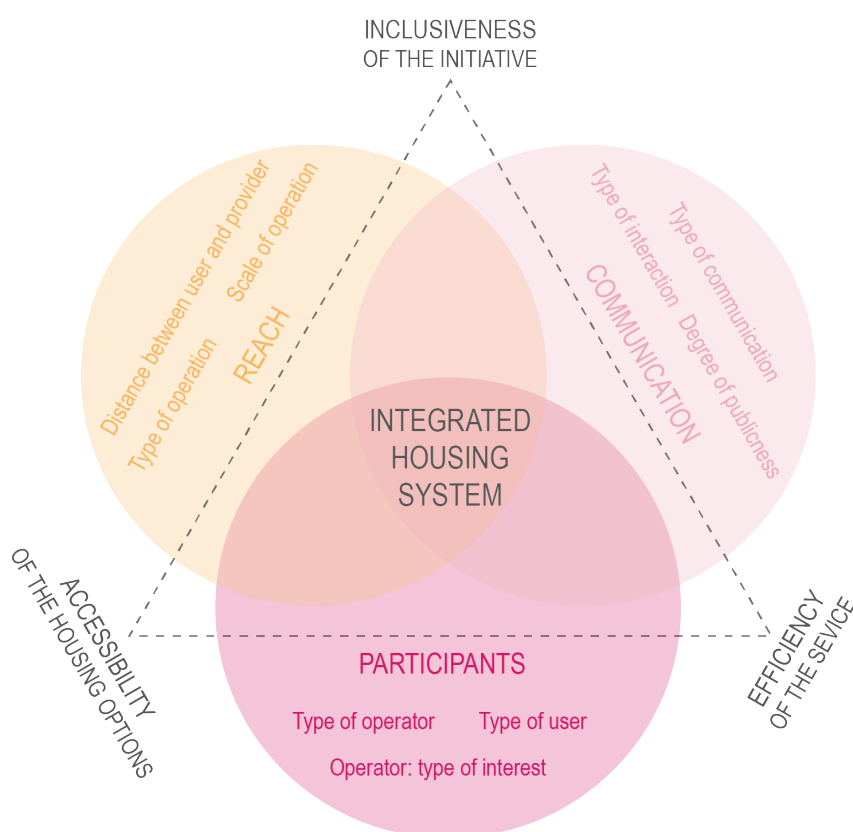 INCLUSIVENESS
OF THE INITIATIVE
Distance between user and provider
Scale of operation
Type of operation
REACH
Type of communication
Type of interaction
Degree of publicness
COMMUNICATION
INTEGRATED
HOUSING
SYSTEM
ACCESSIBILITY
OF THE HOUSING OPTIONS
EFFICIENCY
OF THE SEVICE
PARTICIPANTS
Type of operator
Type of user
Operator: type of interest